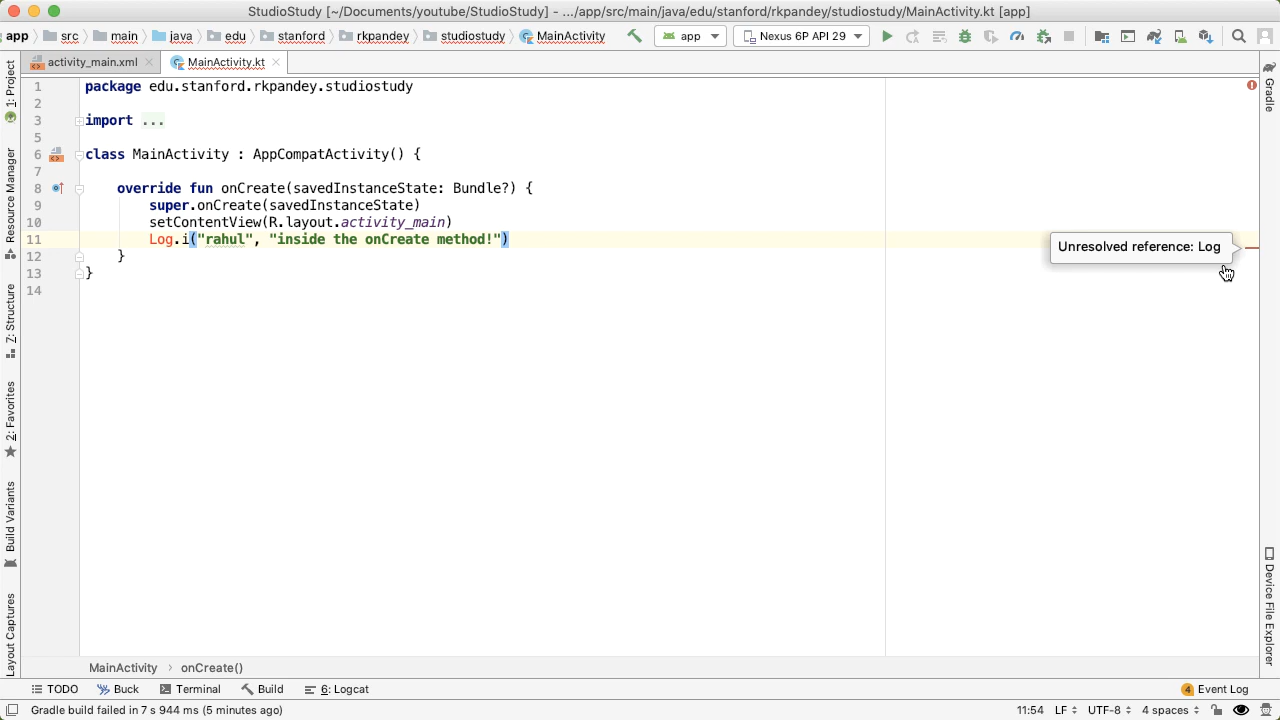 StudioStudy [~/Documents/youtube/StudioStudy] - .../app/src/main/java/edu/stanford/rkpandey/studiostudy/MainActivity.kt [app]
app src main java edu stanford rkpandey studiostudy MainActivity app Nexus 6P API 29
activity_main.xml MainActivity.kt
1 package edu.stanford.rkpandey.studiostudy
2
3 import ...
5
6 class MainActivity : AppCompatActivity() {
7
8 override fun onCreate(savedInstanceState: Bundle?) {
9 super.onCreate(savedInstanceState)
10 setContentView(R.layout.activity_main)
11 Log.i("rahul", "inside the onCreate method!")
12 }
13 }
14
Unresolved reference: Log
1: Project
Resource Manager
Z: Structure
2: Favorites
Build Variants
Layout Captures
Gradle
Device File Explorer
MainActivity › onCreate()
TODO Buck Terminal Build 6: Logcat 4 Event Log
Gradle build failed in 7 s 944 ms (5 minutes ago) 11:54 LF UTF-8 4 spaces